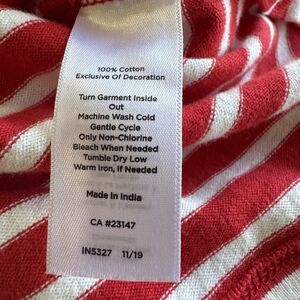 100% Cotton
Exclusive Of Decoration
Turn Garment Inside
Out
Machine Wash Cold
Gentle Cycle
Only Non-Chlorine
Bleach When Needed
Tumble Dry Low
Warm Iron, If Needed
Made In India
CA #23147
IN5327 11/19